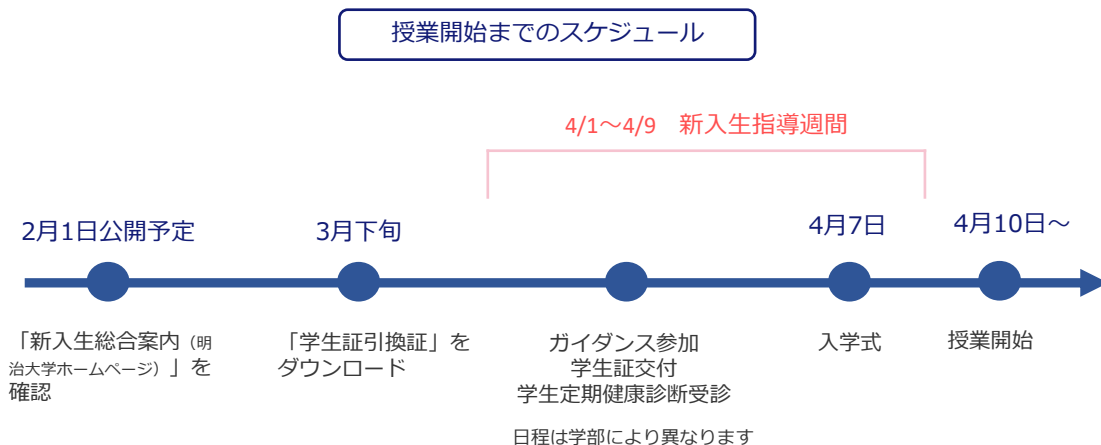 授業開始までのスケジュール
4/1～4/9　新入生指導週間
2月1日公開予定
3月下旬
4月7日
4月10日～
「新入生総合案内（明
治大学ホームページ）」を
確認
「学生証引換証」を
ダウンロード
ガイダンス参加
学生証交付
学生定期健康診断受診
日程は学部により異なります
入学式
授業開始